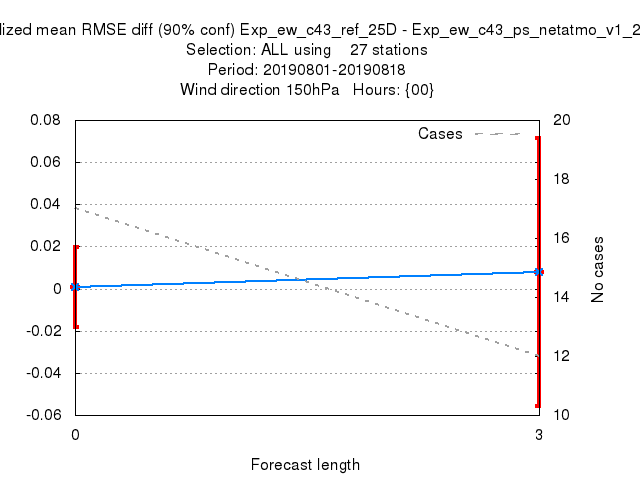 lized mean RMSE diff (90% conf) Exp_ew_c43_ref_25D - Exp_ew_c43_ps_netatmo_v1_2
Selection: ALL using 27 stations
Period: 20190801-20190818
Wind direction 150hPa Hours: {00}
Cases
0.08
0.06
0.04
0.02
0
-0.02
-0.04
-0.06
20
18
16
14
12
10
No cases
0 3
Forecast length